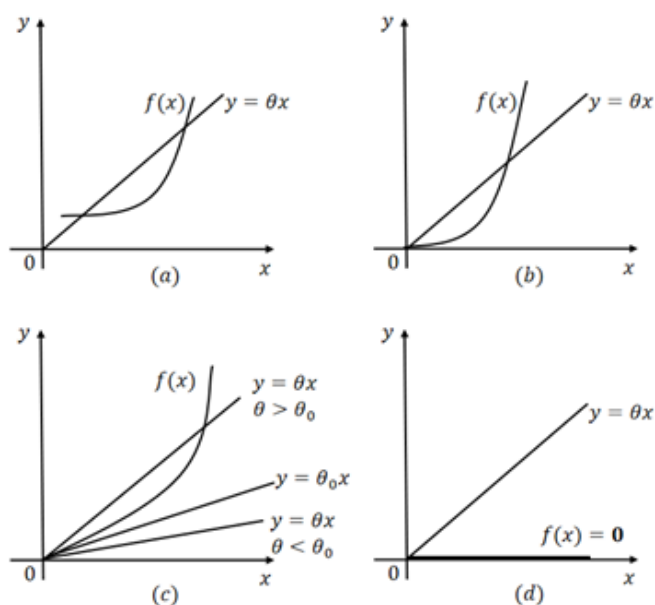 y
f(x)
y = θx
0
(a)
x
y
f(x)
y = θx
0
(b)
x
y
f(x)
y = θx
θ > θ₀
y = θ₀x
y = θx
θ < θ₀
0
(c)
x
y
y = θx
f(x) = 0
0
(d)
x